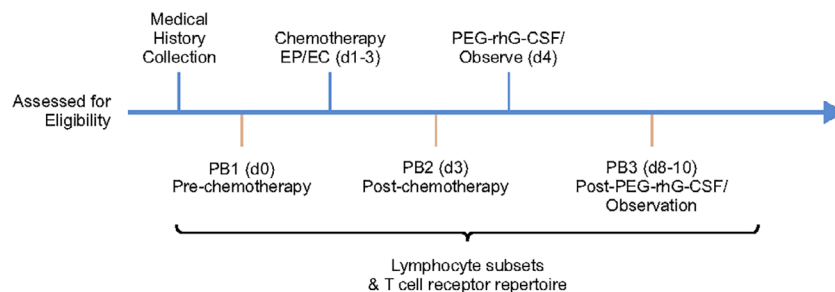 Medical
History
Collection
Chemotherapy
EP/EC (d1-3)
PEG-rhG-CSF/
Observe (d4)
Assessed for
Eligibility
PB1 (d0)
Pre-chemotherapy
PB2 (d3)
Post-chemotherapy
PB3 (d8-10)
Post-PEG-rhG-CSF/
Observation
Lymphocyte subsets
& T cell receptor repertoire